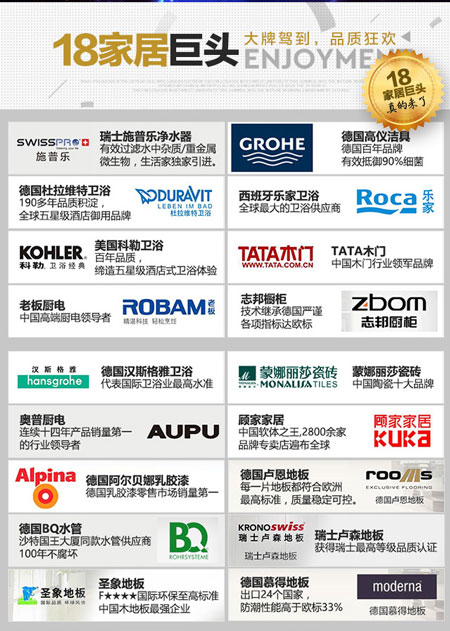 18家居巨头
大牌驾到，品质狂欢
ENJOYMEN
18
家居巨头
真的来了
SWISSPRO
施普乐
瑞士施普乐净水器
有效过滤水中杂质/重金属
微生物，生活家独家引进。
GROHE
德国高仪洁具
德国百年品牌
有效抵御90%细菌
德国杜拉维特卫浴
190多年品质积淀，
全球五星级酒店御用品牌
DURAVIT
LEBEN IM BAD
杜拉维特卫浴
西班牙乐家卫浴
全球最大的卫浴供应商
Roca
乐家
KOHLER
科勒 卫浴经典
美国科勒卫浴
百年品质，
缔造五星级酒店式卫浴体验
TATA木门
WWW.TATA.COM.CN
TATA木门
中国木门行业领军品牌
老板厨电
中国高端厨电领导者
ROBAM老板
精湛科技 轻松烹饪
志邦橱柜
技术继承德国严谨
各项指标达欧标
ZBOM
志邦厨柜
汉斯格雅
hansgrohe
德国汉斯格雅卫浴
代表国际卫浴业最高水准
蒙娜丽莎瓷砖
MONALISA TILES
蒙娜丽莎瓷砖
中国陶瓷十大品牌
奥普厨电
连续十四年产品销量第一
的行业领导者
AUPU
顾家家居
中国软体之王,2800余家
品牌专卖店遍布全球
顾家家居
KUKA
Alpina
德国阿尔贝娜乳胶漆
德国乳胶漆零售市场销量第一
德国卢恩地板
每一片地板都符合欧洲
最高标准，质量稳定可控。
rooms
EXCLUSIVE FLOORING
德国卢恩地板
德国BQ水管
沙特国王大厦同款水管供应商
100年不腐坏
BQ
ROHRSYSTEME
KRONOSWISS
瑞士卢森地板
瑞士卢森地板
获得瑞士最高等级品质认证
圣象地板
国际品质 环球风尚
圣象地板
F★★★★国际环保至高标准
中国木地板最强企业
德国慕得地板
出口24个国家，
防潮性能高于欧标33%
moderna
德国慕得地板